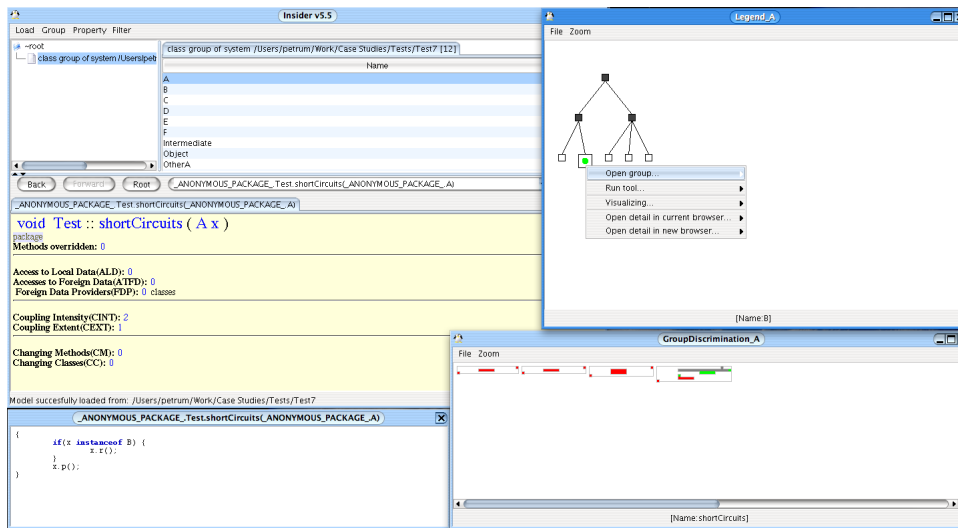 Insider v5.5
Load Group Property Filter
~root
class group of system /Users/petr
class group of system /Users/petrum/Work/Case Studies/Tests/Test7 [12]
Name
A
B
C
D
E
F
Intermediate
Object
OtherA
Back Forward Root _ANONYMOUS_PACKAGE_.Test.shortCircuits(_ANONYMOUS_PACKAGE_.A)
_ANONYMOUS_PACKAGE_.Test.shortCircuits(_ANONYMOUS_PACKAGE_.A)
void Test :: shortCircuits ( A x )
package
Methods overridden: 0
Access to Local Data(ALD): 0
Accesses to Foreign Data(ATFD): 0
Foreign Data Providers(FDP): 0 classes
Coupling Intensity(CINT): 2
Coupling Extent(CEXT): 1
Changing Methods(CM): 0
Changing Classes(CC): 0
Model succesfully loaded from: /Users/petrum/Work/Case Studies/Tests/Test7
_ANONYMOUS_PACKAGE_.Test.shortCircuits(_ANONYMOUS_PACKAGE_.A)
{
if(x instanceof B) {
x.r();
}
x.p();
}
Legend_A
File Zoom
Open group...
Run tool...
Visualizing...
Open detail in current browser...
Open detail in new browser...
[Name:B]
GroupDiscrimination_A
File Zoom
[Name:shortCircuits]